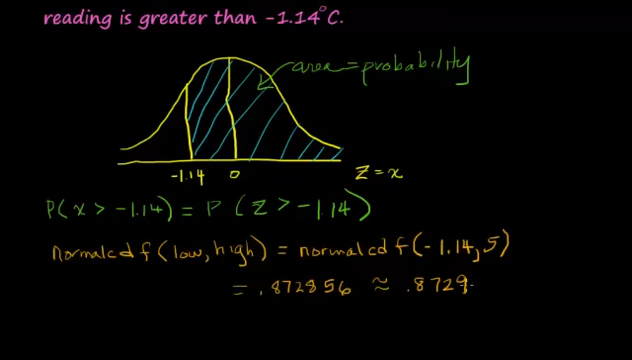 reading is greater than -1.14°C.
area = probability
-1.14 0 z = x
P(x > -1.14) = P(z > -1.14)
normalcdf(low, high) = normalcdf(-1.14, 5)
= .872856 ≈ .8729